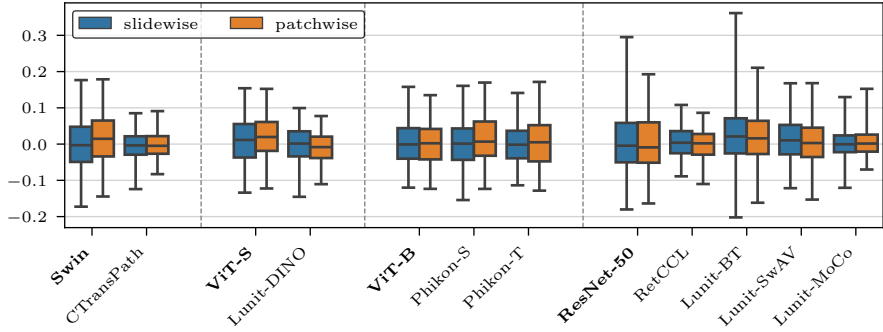 slidewise patchwise
0.3
0.2
0.1
0.0
−0.1
−0.2
Swin
CTransPath
ViT-S
Lunit-DINO
ViT-B
Phikon-S
Phikon-T
ResNet-50
RetCCL
Lunit-BT
Lunit-SwAV
Lunit-MoCo